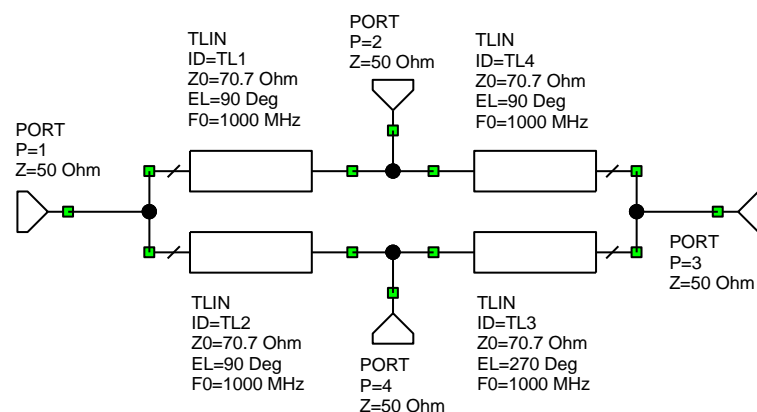 PORT
P=1
Z=50 Ohm
TLIN
ID=TL1
Z0=70.7 Ohm
EL=90 Deg
F0=1000 MHz
PORT
P=2
Z=50 Ohm
TLIN
ID=TL4
Z0=70.7 Ohm
EL=90 Deg
F0=1000 MHz
TLIN
ID=TL2
Z0=70.7 Ohm
EL=90 Deg
F0=1000 MHz
PORT
P=4
Z=50 Ohm
TLIN
ID=TL3
Z0=70.7 Ohm
EL=270 Deg
F0=1000 MHz
PORT
P=3
Z=50 Ohm